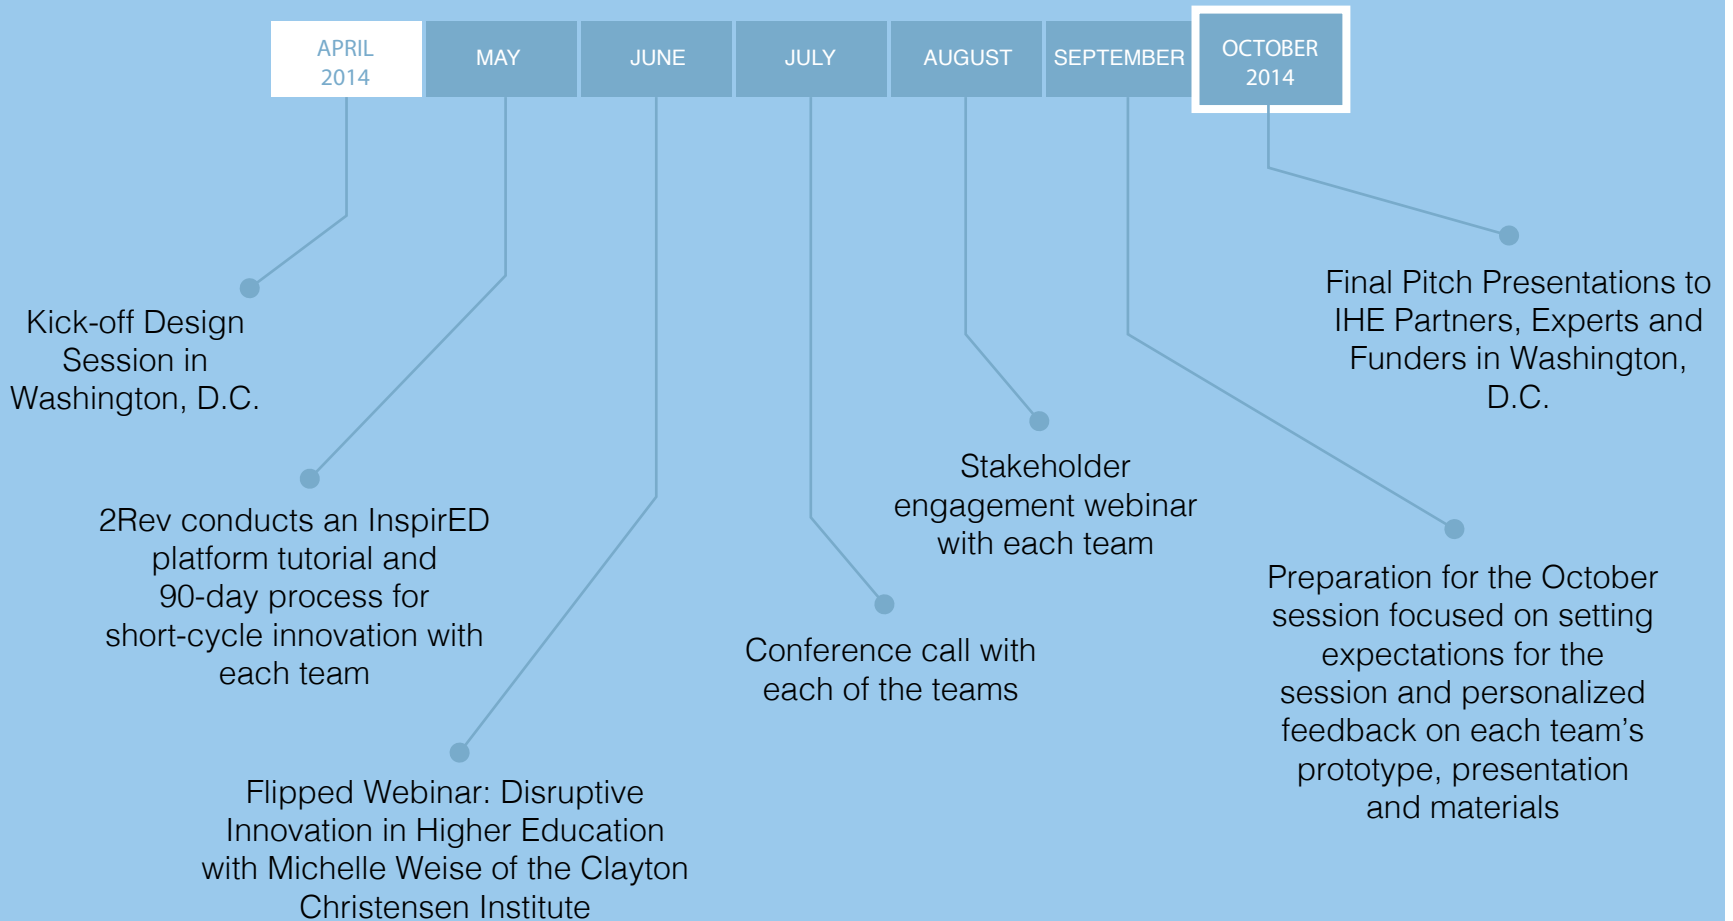 APRIL
2014
MAY
JUNE
JULY
AUGUST
SEPTEMBER
OCTOBER
2014
Kick-off Design
Session in
Washington, D.C.
2Rev conducts an InspirED
platform tutorial and
90-day process for
short-cycle innovation with
each team
Flipped Webinar: Disruptive
Innovation in Higher Education
with Michelle Weise of the Clayton
Christensen Institute
Conference call with
each of the teams
Stakeholder
engagement webinar
with each team
Preparation for the October
session focused on setting
expectations for the
session and personalized
feedback on each team’s
prototype, presentation
and materials
Final Pitch Presentations to
IHE Partners, Experts and
Funders in Washington,
D.C.